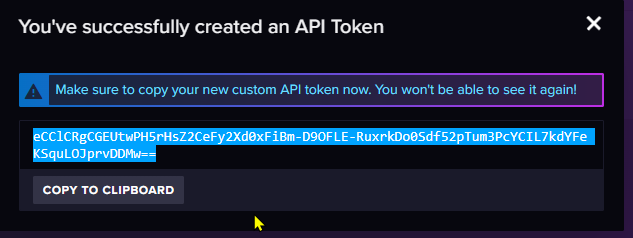 You've successfully created an API Token
Make sure to copy your new custom API token now. You won't be able to see it again!
eCClCRgCGEUtwPH5rHsZ2CeFy2Xd0xFiBm-D9OFLE-RuxrkDo0Sdf52pTum3PcYCIL7kdYFe
KSquLOJprvDDMw==
COPY TO CLIPBOARD